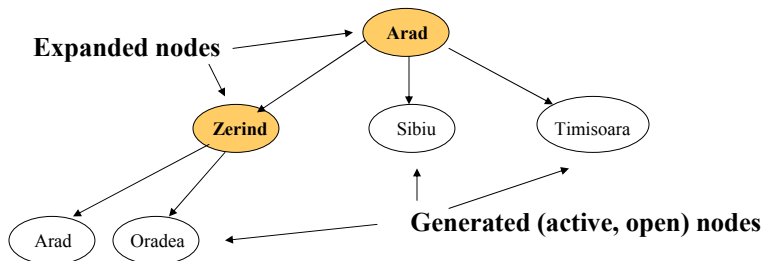 Arad
Expanded nodes
Zerind
Sibiu
Timisoara
Generated (active, open) nodes
Arad
Oradea